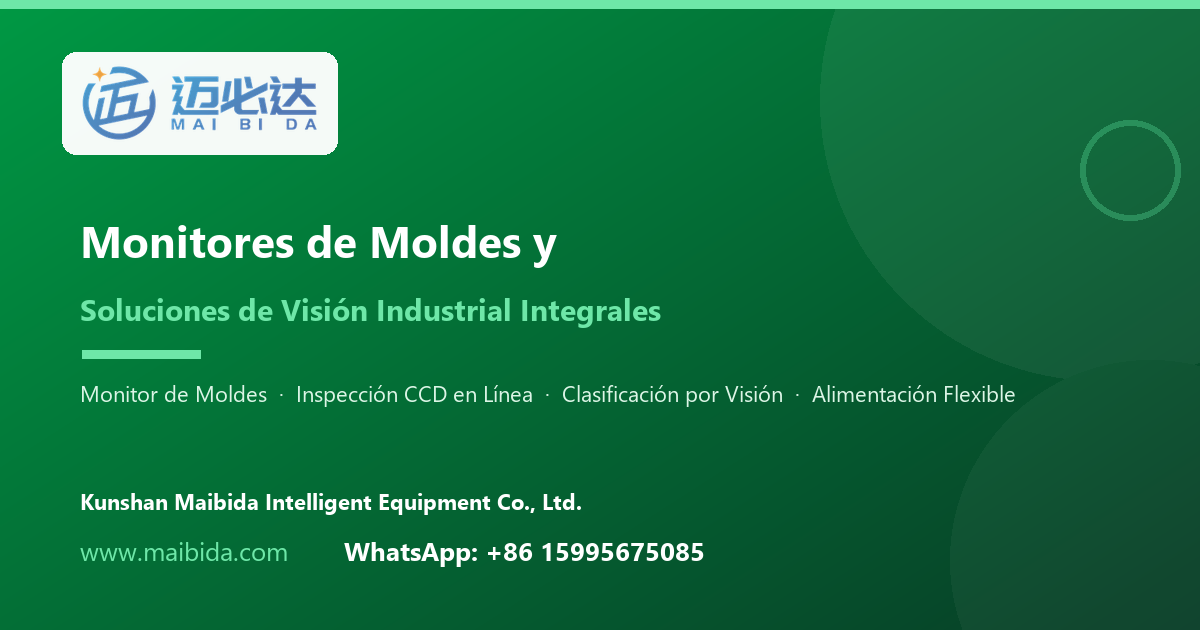 迈必达
MAI BI DA
Monitores de Moldes y
Soluciones de Visión Industrial Integrales
Monitor de Moldes · Inspección CCD en Línea · Clasificación por Visión · Alimentación Flexible
Kunshan Maibida Intelligent Equipment Co., Ltd.
www.maibida.com WhatsApp: +86 15995675085